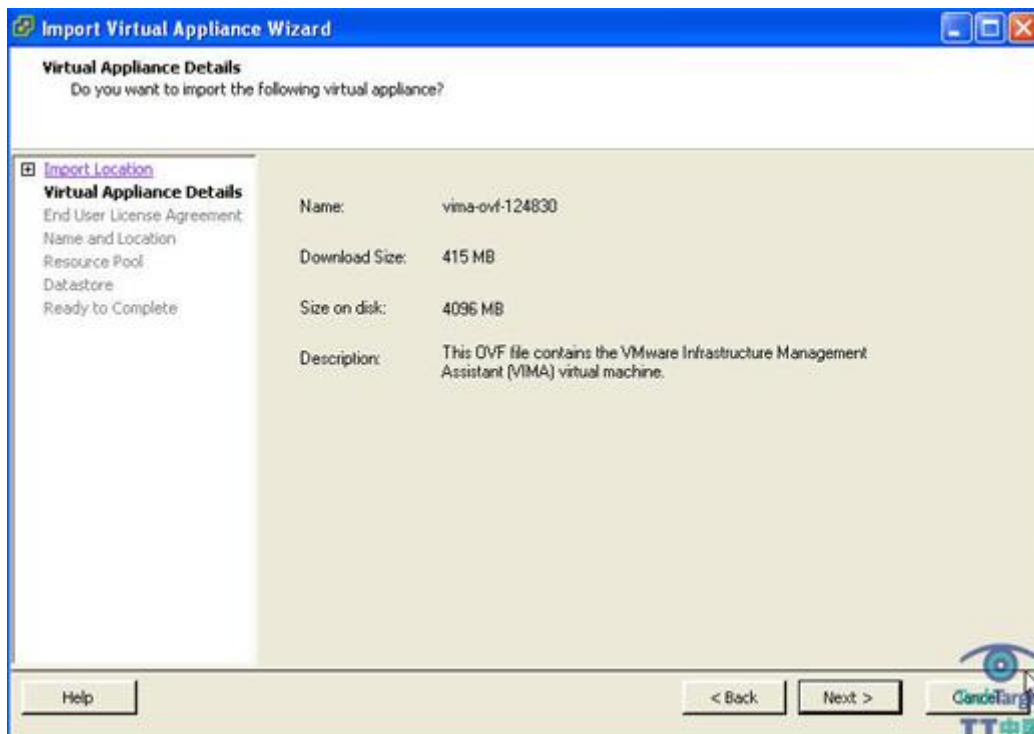 Import Virtual Appliance Wizard
Virtual Appliance Details
Do you want to import the following virtual appliance?
Import Location
Virtual Appliance Details
End User License Agreement
Name and Location
Resource Pool
Datastore
Ready to Complete
Name: vima-ovf-124830
Download Size: 415 MB
Size on disk: 4096 MB
Description: This OVF file contains the VMware Infrastructure Management
Assistant (VIMA) virtual machine.
Help
< Back
Next >